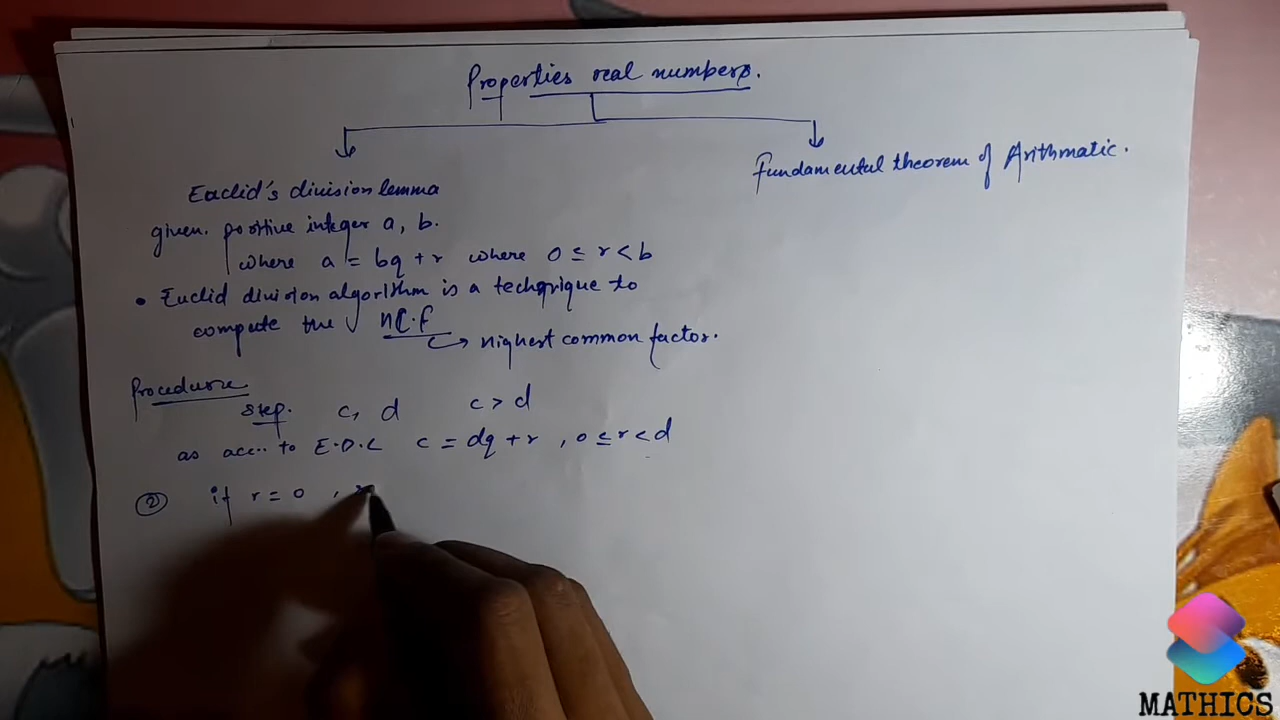 Properties real numbers.
Fundamental theorem of Arithmatic.
Euclid's division lemma
given. positive integer a, b.
where a = bq + r where 0 ≤ r < b
• Euclid division algorithm is a technique to
compute the H.C.F
→ highest common factor.
Procedure
step. c, d c > d
as acc.. to E.D.L c = dq + r , 0 ≤ r < d
② if r = 0 ,
MATHICS